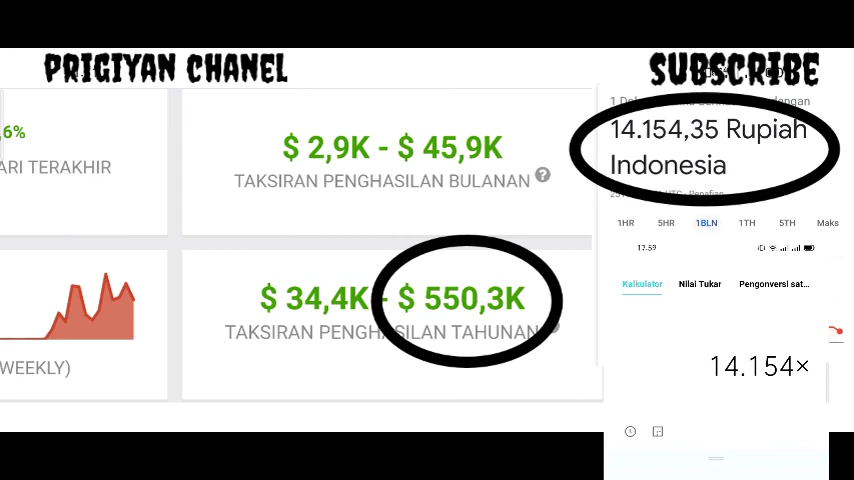 PRIGIYAN CHANEL
SUBSCRIBE
,6%
ARI TERAKHIR
$ 2,9K - $ 45,9K
TAKSIRAN PENGHASILAN BULANAN
$ 34,4K - $ 550,3K
TAKSIRAN PENGHASILAN TAHUNAN
WEEKLY)
14.154,35 Rupiah
Indonesia
1HR 5HR 1BLN 1TH 5TH Maks
17.59
Kalkulator Nilai Tukar Pengonversi sat...
14.154×